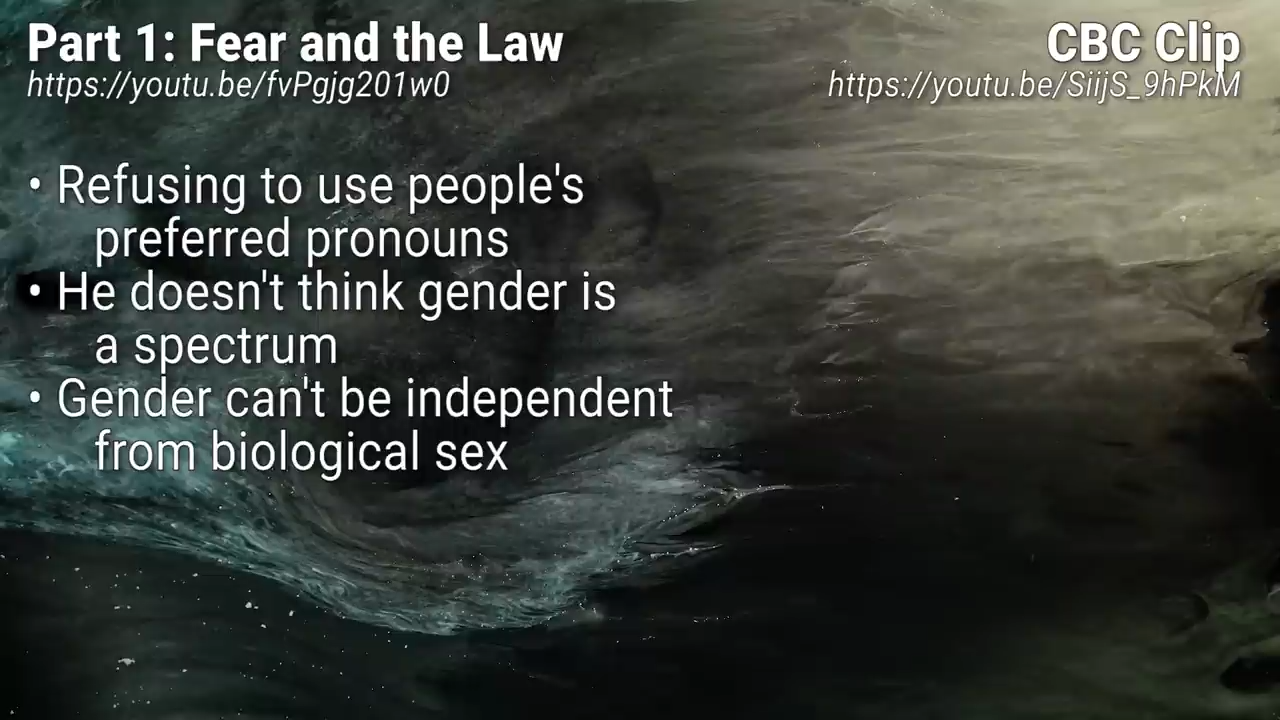 Part 1: Fear and the Law
https://youtu.be/fvPgjg201w0
CBC Clip
https://youtu.be/SiijS_9hPkM
• Refusing to use people's
preferred pronouns
• He doesn't think gender is
a spectrum
• Gender can't be independent
from biological sex